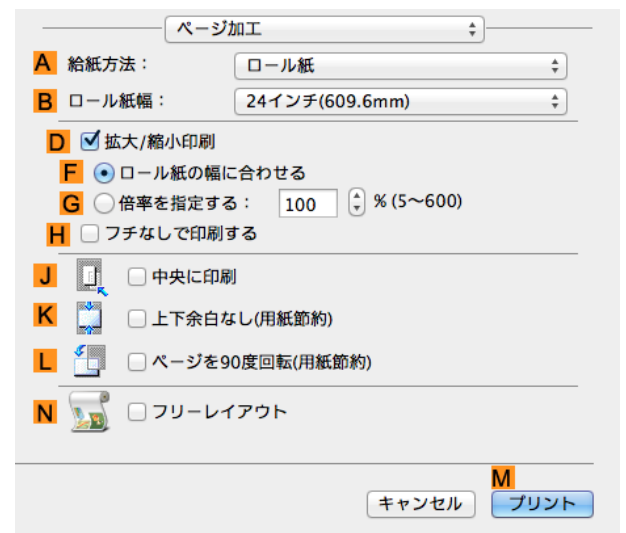 ページ加工
A 給紙方法： ロール紙
B ロール紙幅： 24インチ(609.6mm)
D 拡大/縮小印刷
F ロール紙の幅に合わせる
G 倍率を指定する： 100 % (5〜600)
H フチなしで印刷する
J 中央に印刷
K 上下余白なし(用紙節約)
L ページを90度回転(用紙節約)
N フリーレイアウト
M
キャンセル プリント